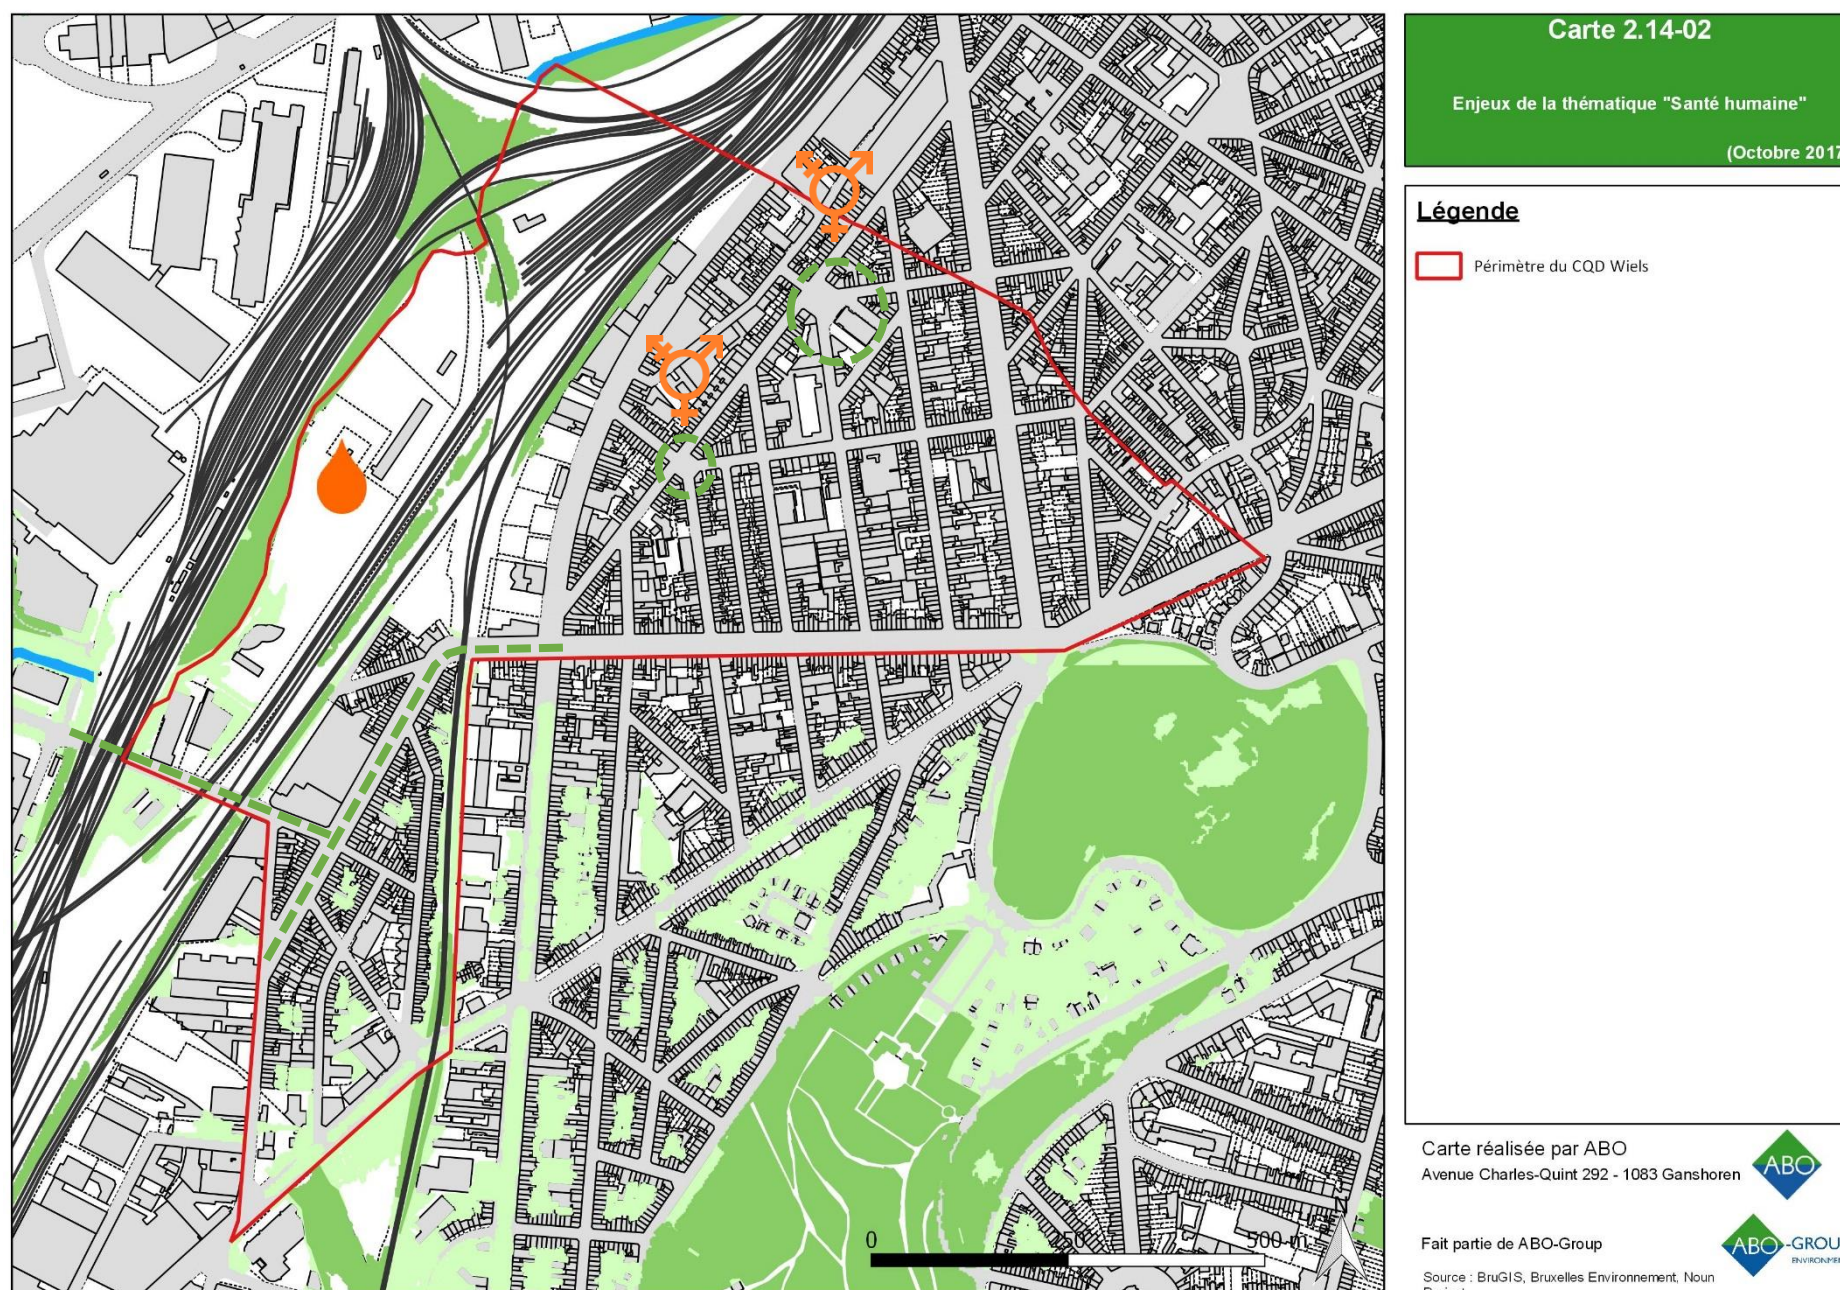 Carte 2.14-02
Enjeux de la thématique "Santé humaine"
(Octobre 2017
Légende
Périmètre du CQD Wiels
0
500 m
Carte réalisée par ABO
Avenue Charles-Quint 292 - 1083 Ganshoren
ABO
Fait partie de ABO-Group
ABO-GROU
ENVIRONME
Source : BruGIS, Bruxelles Environnement, Noun